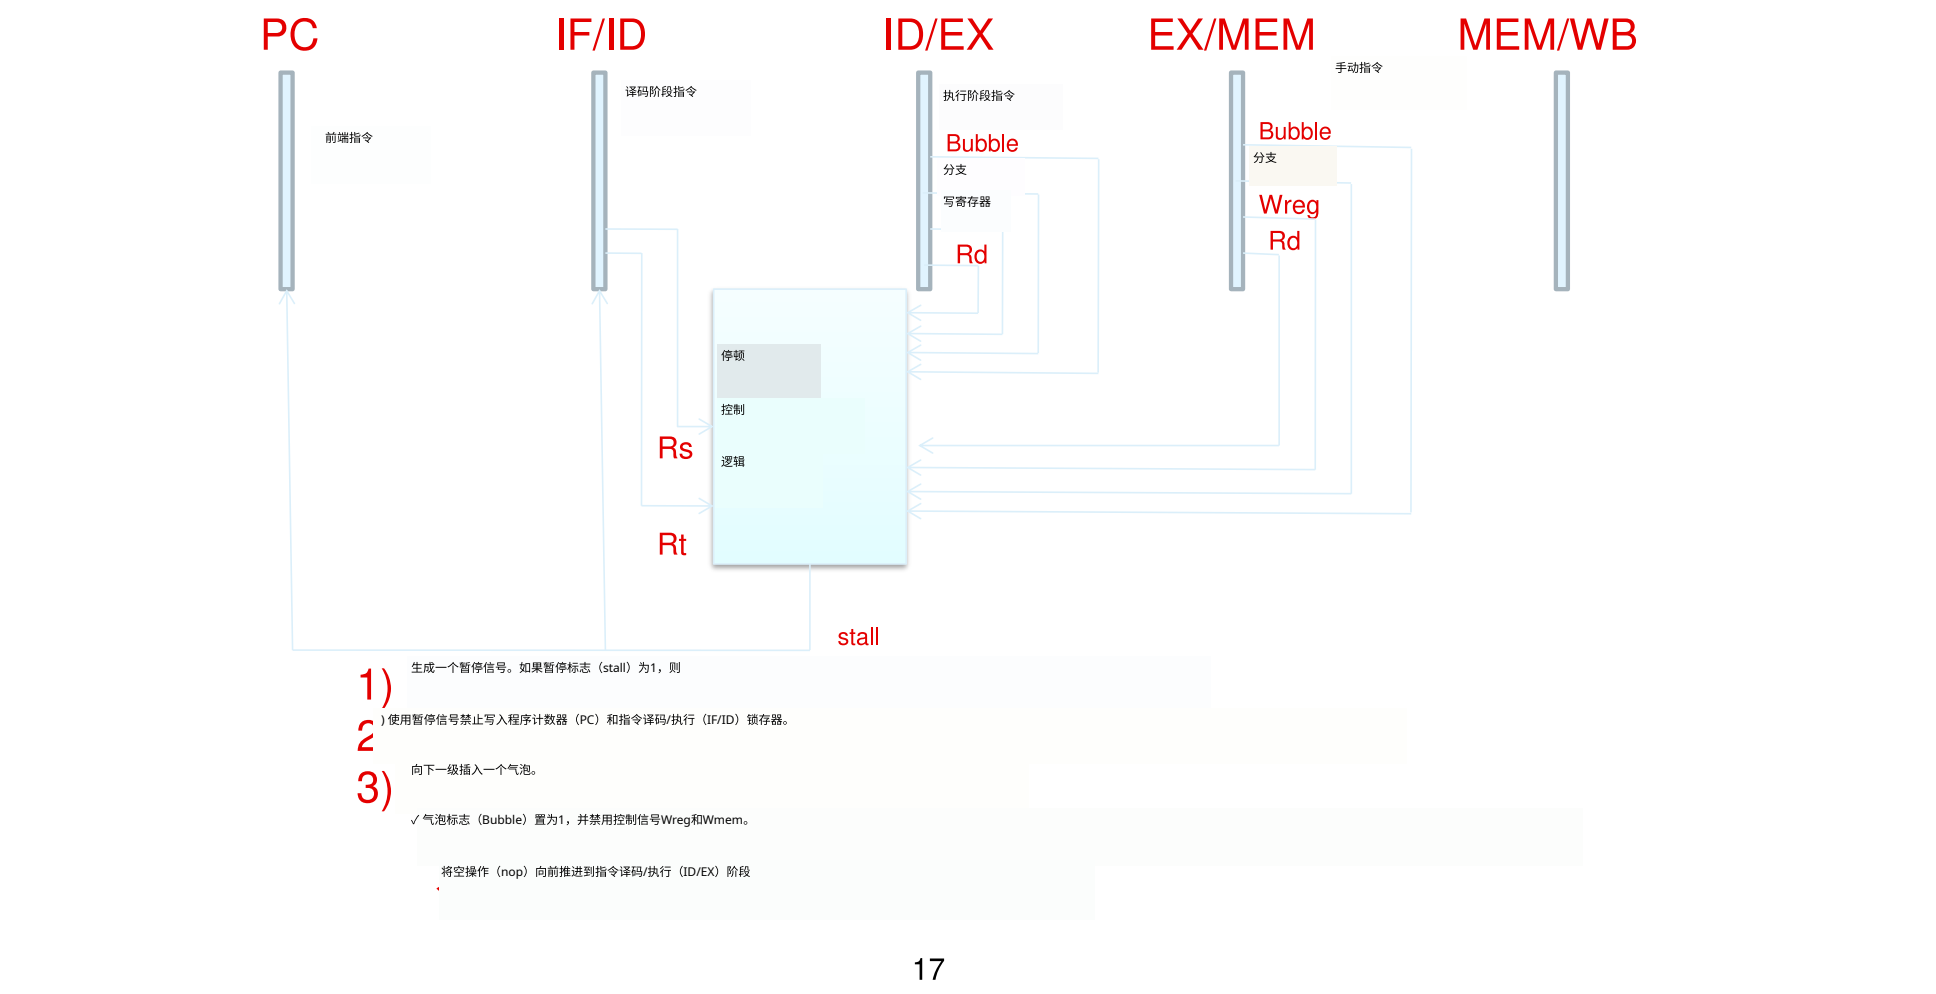 PC
IF/ID
ID/EX
EX/MEM
MEM/WB
手动指令
译码阶段指令
执行阶段指令
前端指令
Bubble
Bubble
分支
分支
写寄存器
Wreg
Rd
Rd
停顿
控制
Rs
逻辑
Rt
stall
1) 生成一个暂停信号。如果暂停标志（stall）为1，则
2 ) 使用暂停信号禁止写入程序计数器（PC）和指令译码/执行（IF/ID）锁存器。
3) 向下一级插入一个气泡。
✓ 气泡标志（Bubble）置为1，并禁用控制信号Wreg和Wmem。
将空操作（nop）向前推进到指令译码/执行（ID/EX）阶段
17